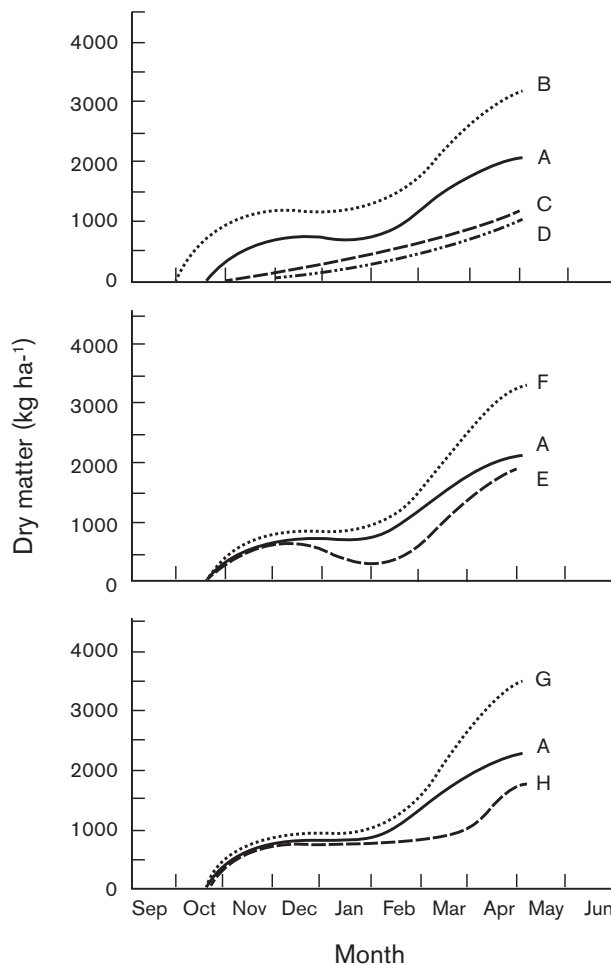 4000
3000
2000
1000
0
B
A
C
D
4000
3000
2000
1000
0
F
A
E
4000
3000
2000
1000
0
G
A
H
Sep Oct Nov Dec Jan Feb Mar Apr May Jun
Month
Dry matter (kg ha-1)